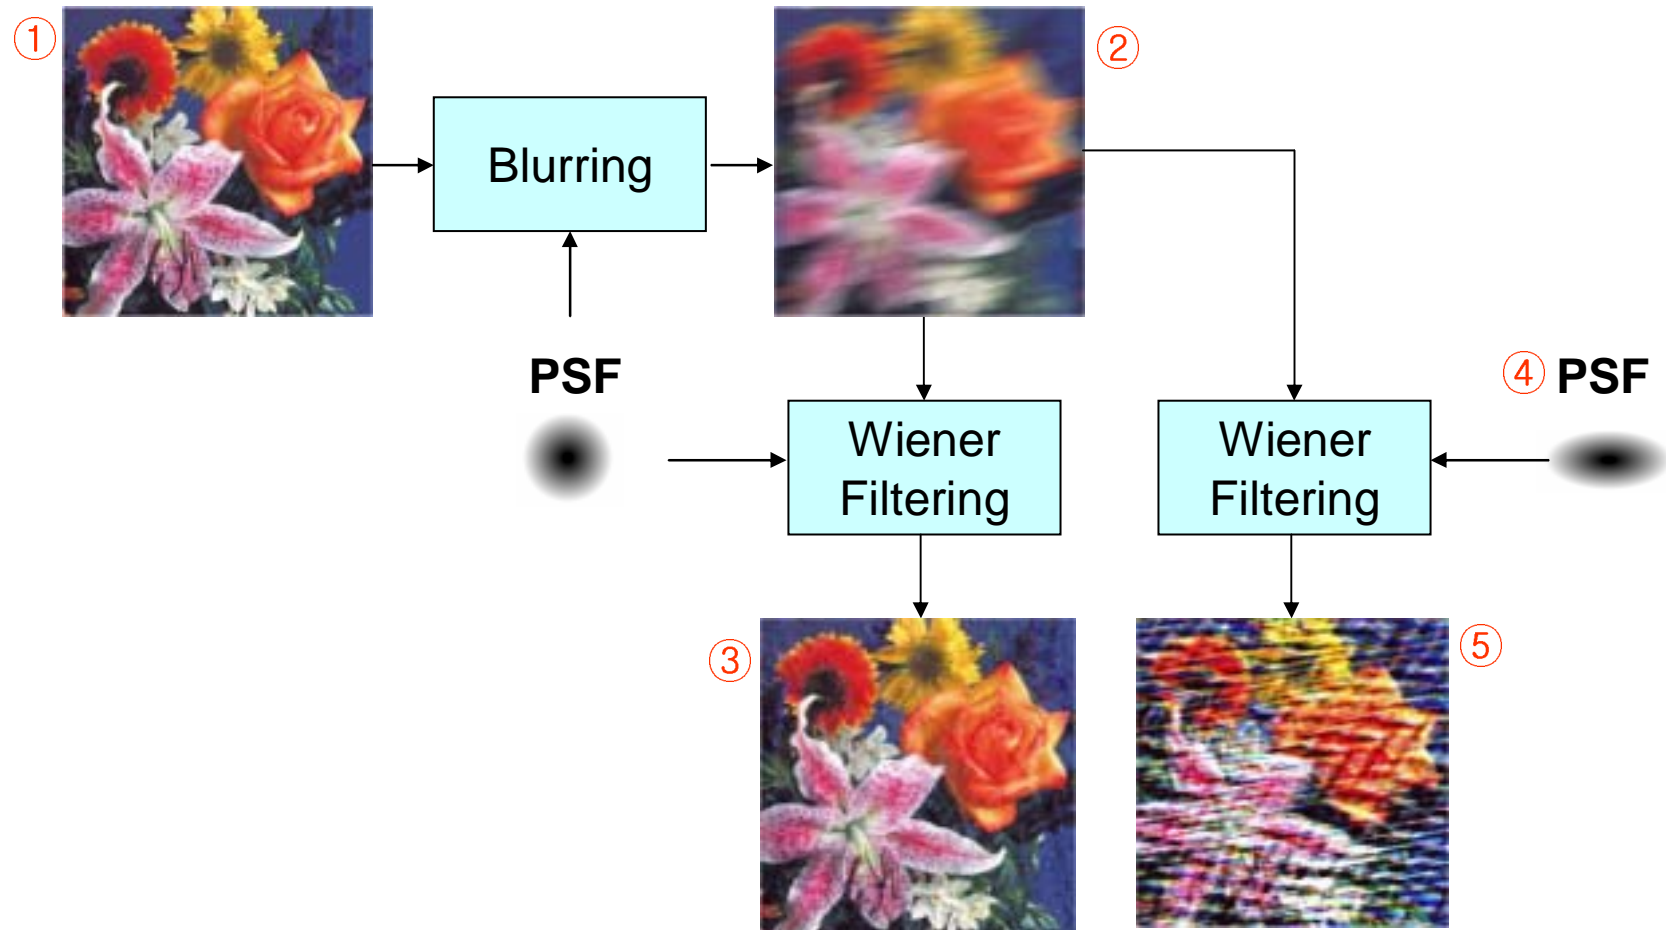 ①
Blurring
②
PSF
④ PSF
Wiener
Filtering
Wiener
Filtering
③
⑤